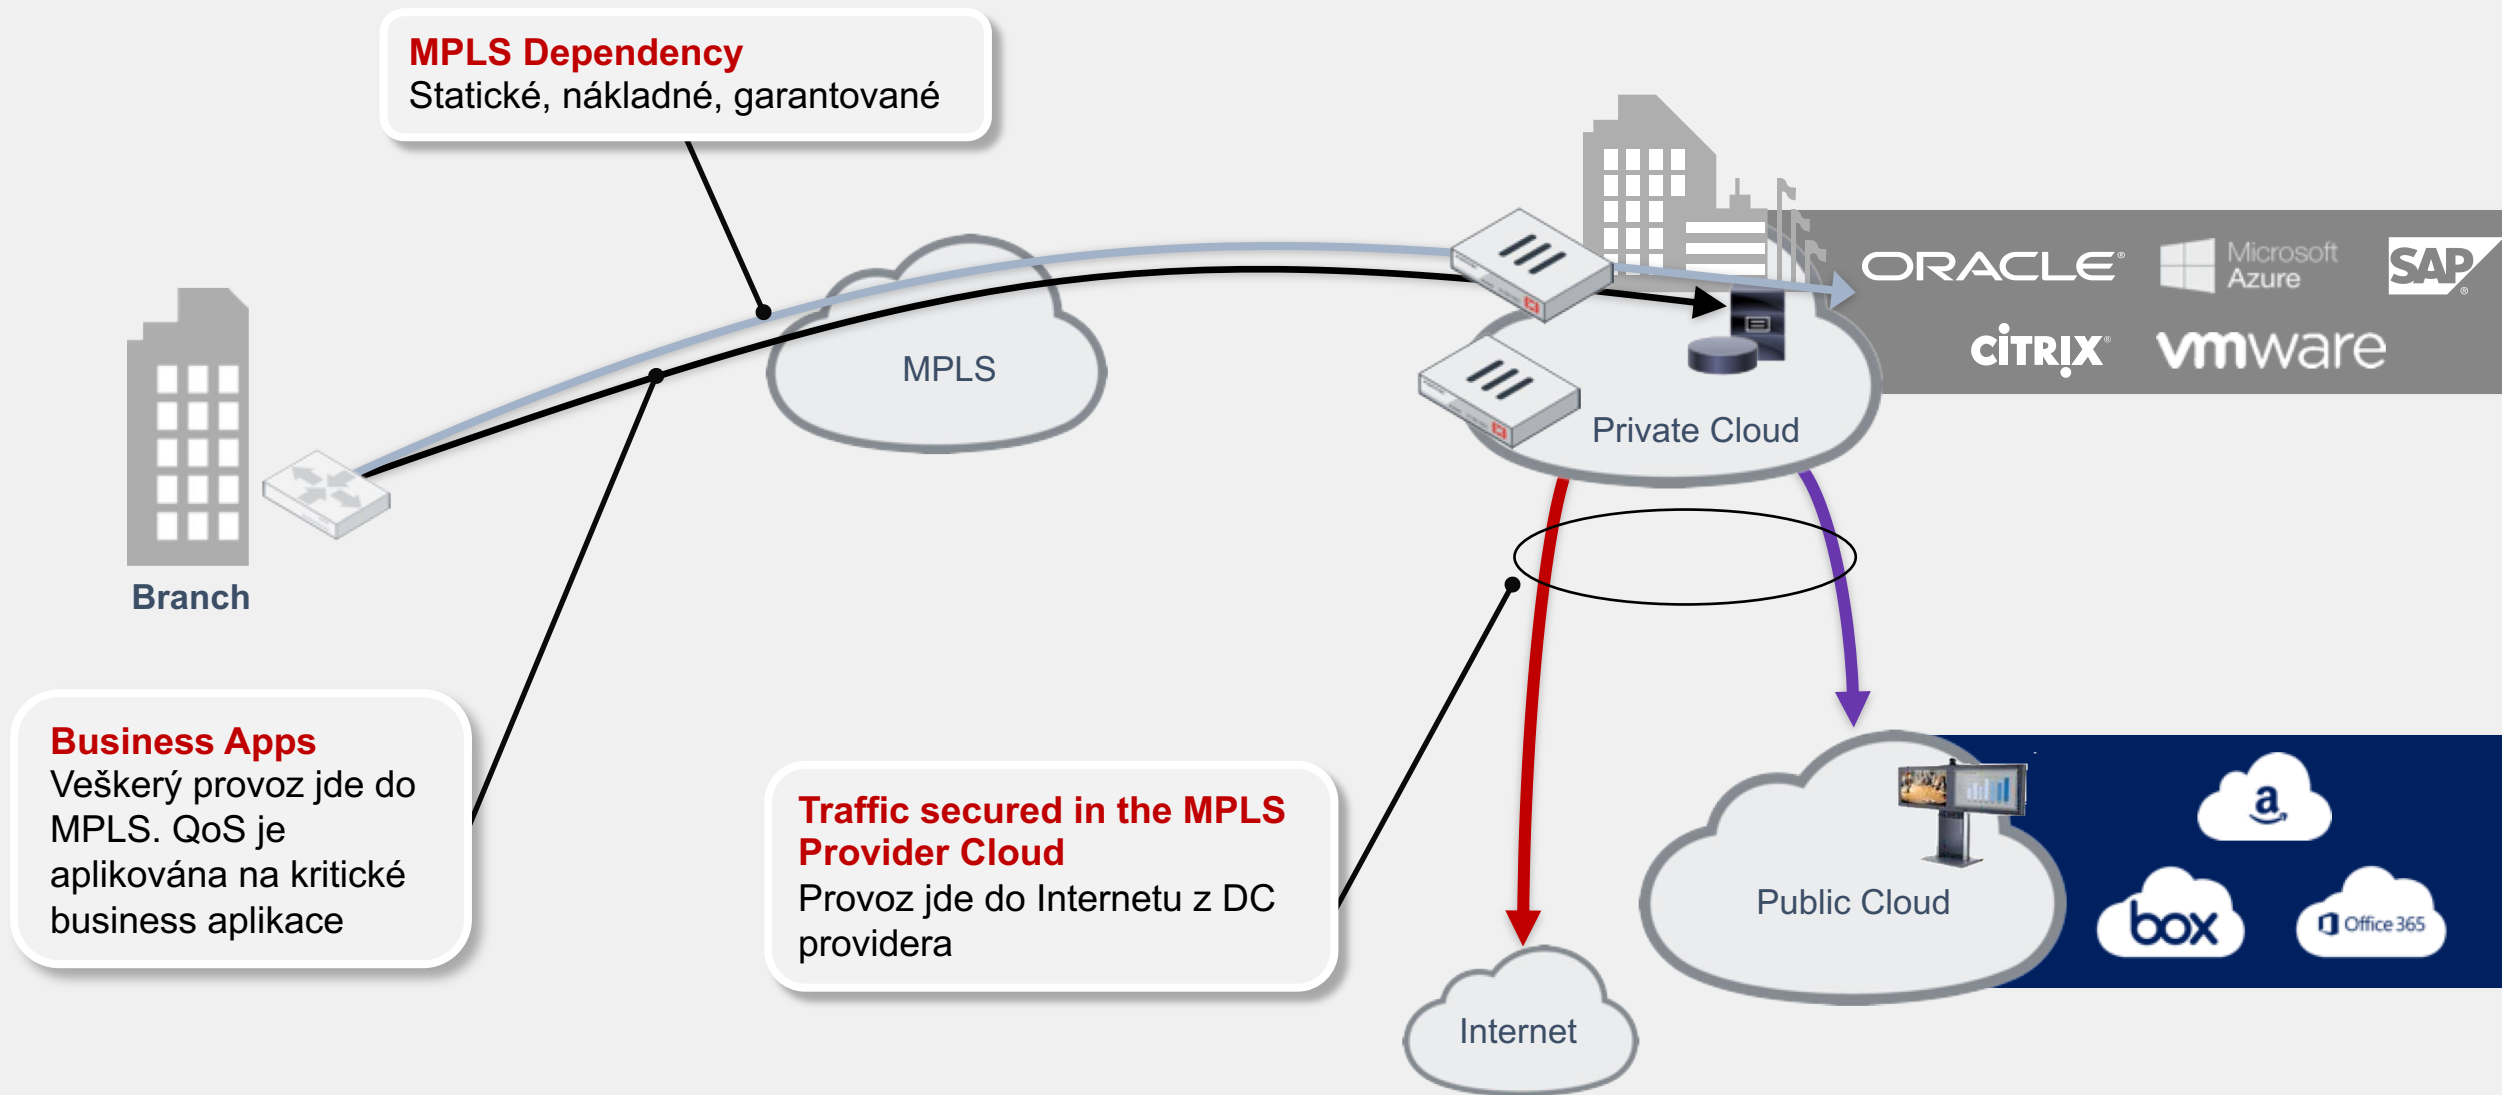 MPLS Dependency
Statické, nákladné, garantované
ORACLE®
Microsoft
Azure
SAP®
MPLS
CİTRIX®
vmware
Private Cloud
Branch
Business Apps
Veškerý provoz jde do
MPLS. QoS je
aplikována na kritické
business aplikace
Traffic secured in the MPLS
Provider Cloud
Provoz jde do Internetu z DC
providera
Public Cloud
a
box
Office 365
Internet